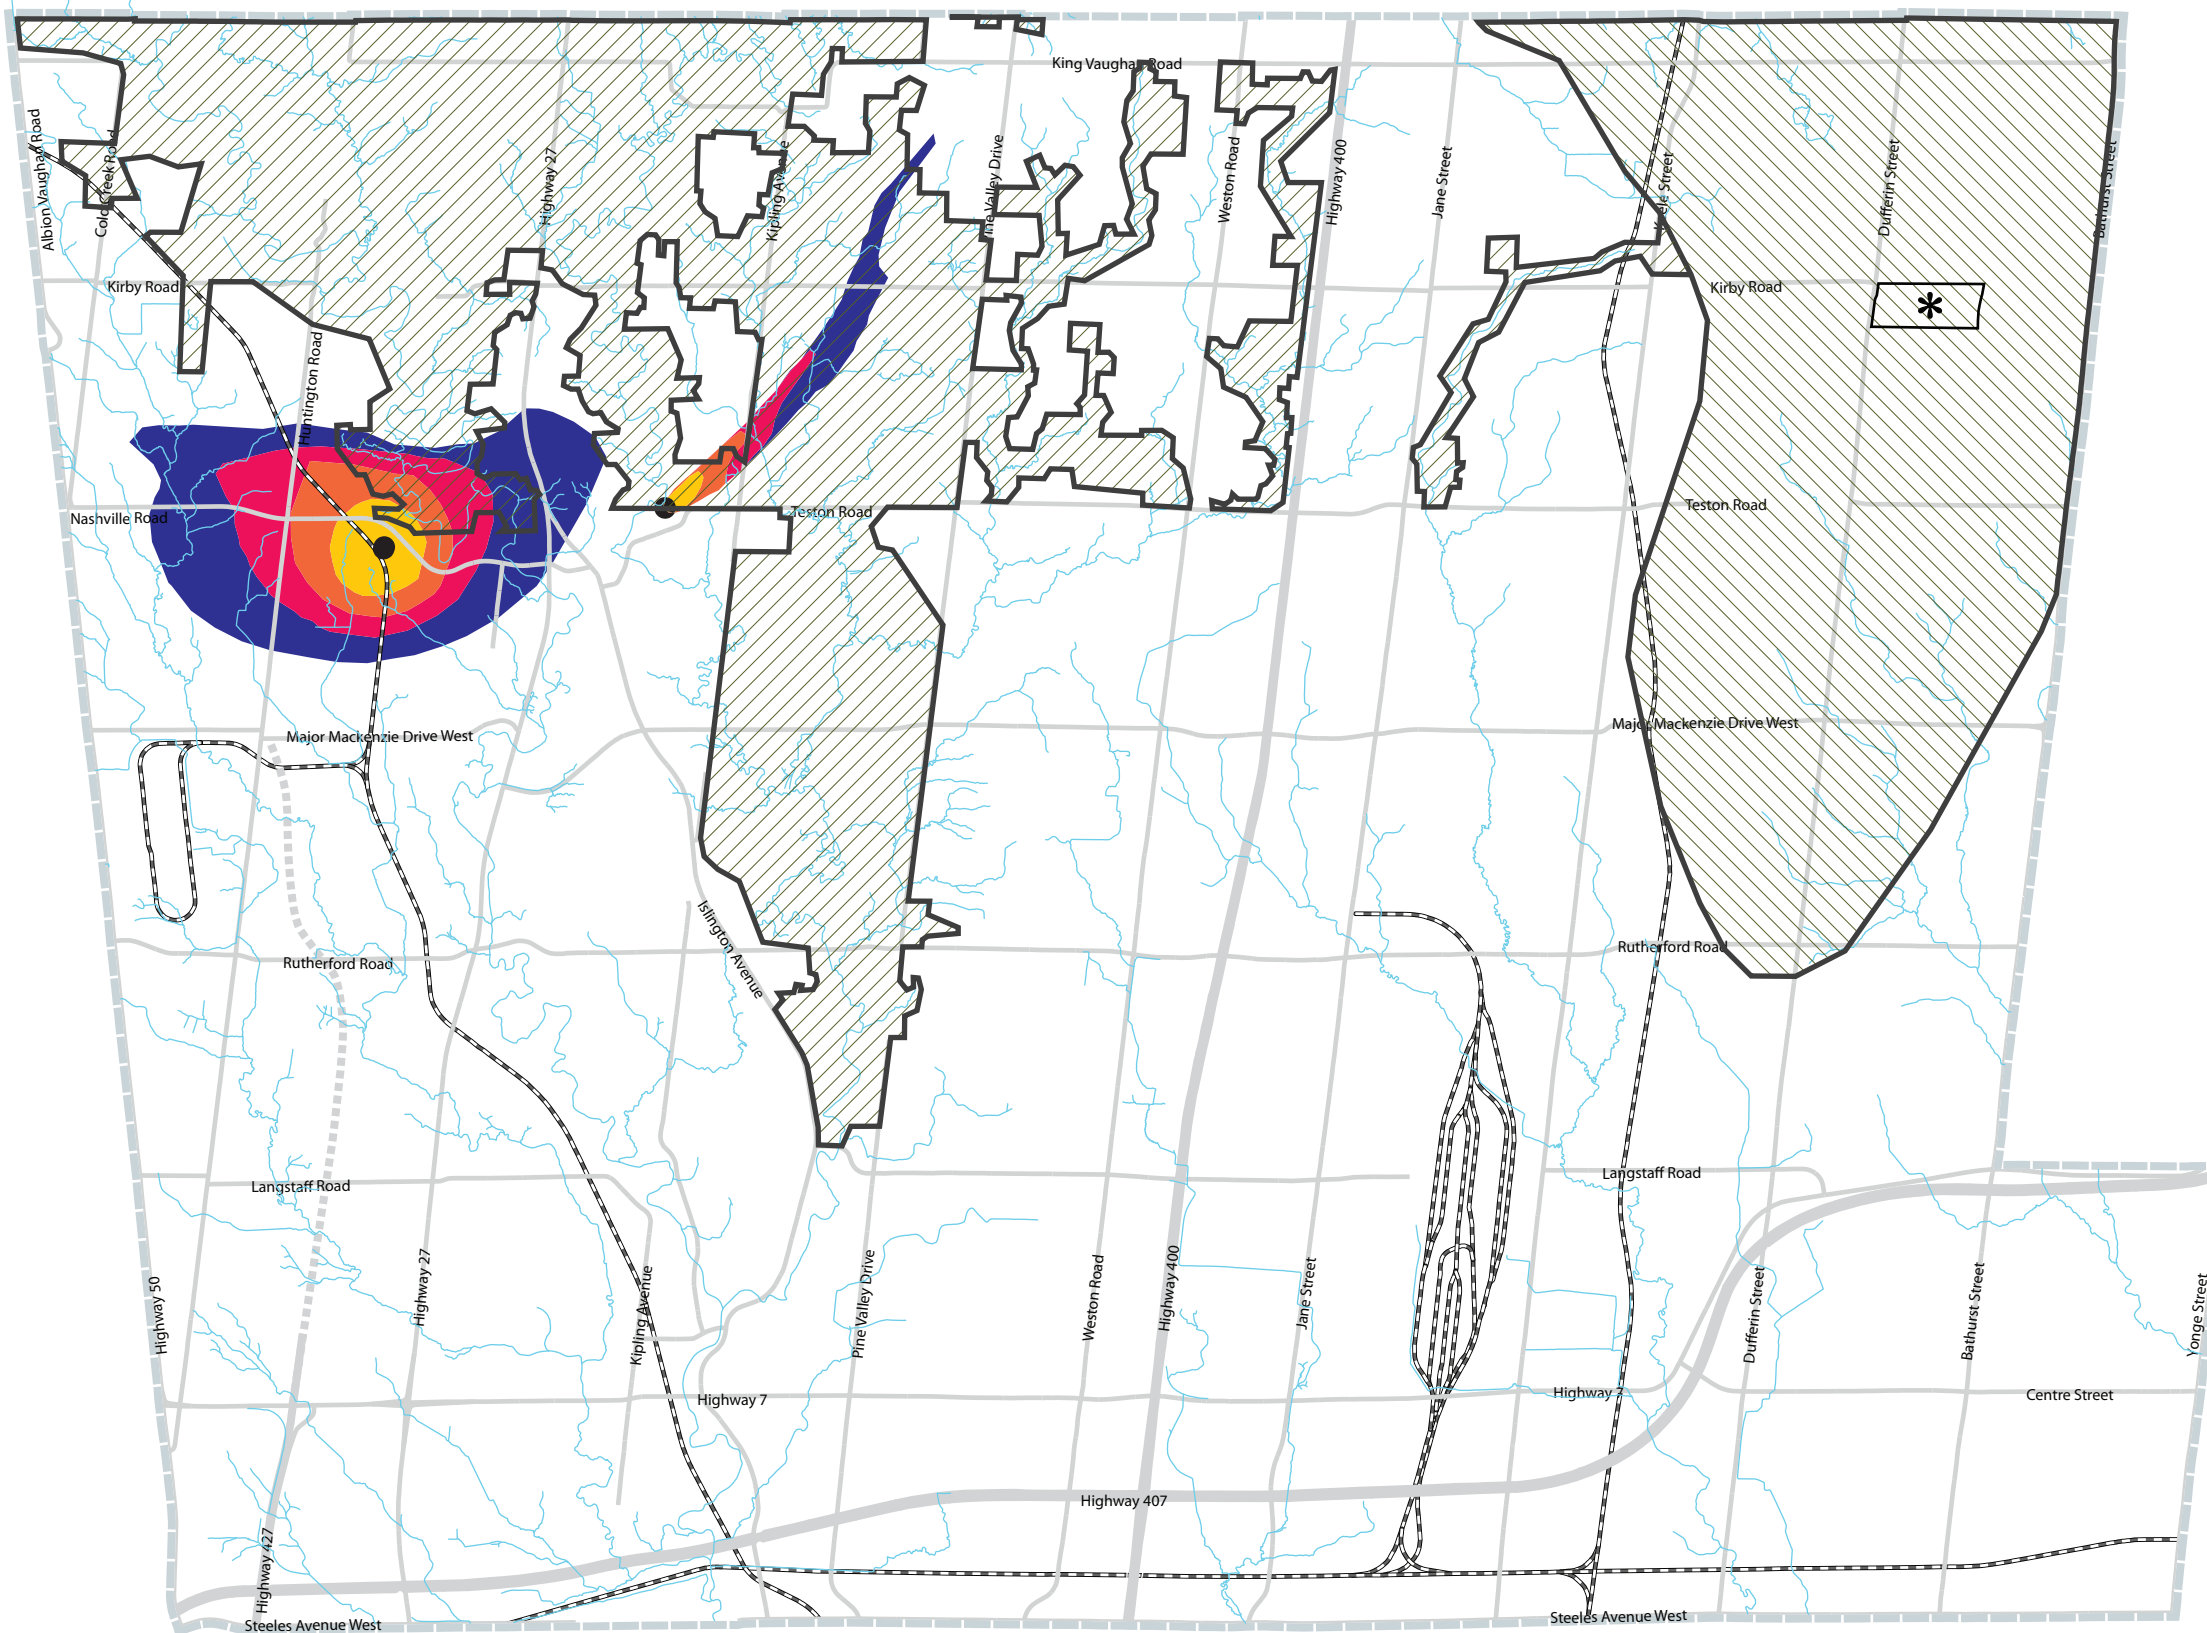 King Vaughan Road
Albion Vaughan Road
Cold Creek Road
Highway 27
Kipling Avenue
Pine Valley Drive
Weston Road
Highway 400
Jane Street
Keele Street
Dufferin Street
Bathurst Street
Kirby Road
Kirby Road
*
Huntington Road
Nashville Road
Teston Road
Teston Road
Major Mackenzie Drive West
Major Mackenzie Drive West
Islington Avenue
Rutherford Road
Rutherford Road
Langstaff Road
Langstaff Road
Highway 50
Highway 27
Kipling Avenue
Pine Valley Drive
Weston Road
Highway 400
Jane Street
Dufferin Street
Bathurst Street
Yonge Street
Highway 7
Highway 7
Centre Street
Highway 407
Highway 427
Steeles Avenue West
Steeles Avenue West